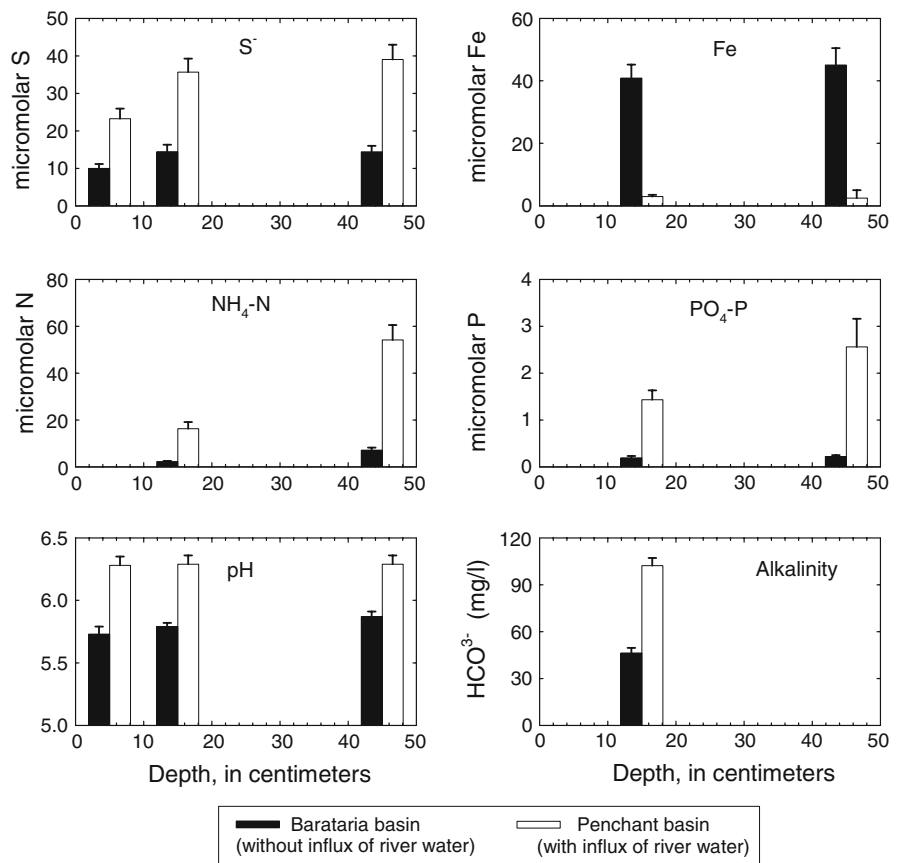 50
40
30
20
10
0
micromolar S
S⁻
0 10 20 30 40 50
60
40
20
0
micromolar Fe
Fe
0 10 20 30 40 50
80
60
40
20
0
micromolar N
NH₄-N
0 10 20 30 40 50
4
3
2
1
0
micromolar P
PO₄-P
0 10 20 30 40 50
6.5
6.0
5.5
5.0
pH
0 10 20 30 40 50
Depth, in centimeters
120
90
60
30
0
HCO³⁻ (mg/l)
Alkalinity
0 10 20 30 40 50
Depth, in centimeters
Barataria basin
(without influx of river water)
Penchant basin
(with influx of river water)